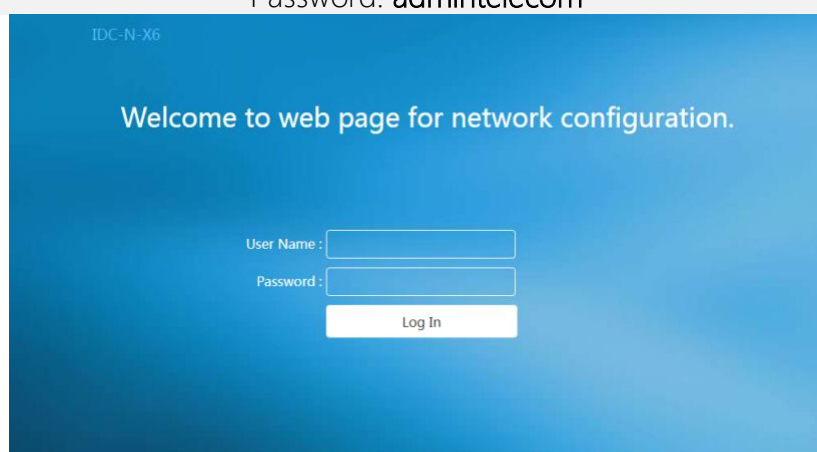 Password: admintelecom
IDC-N-X6
Welcome to web page for network configuration.
User Name :
Password :
Log In